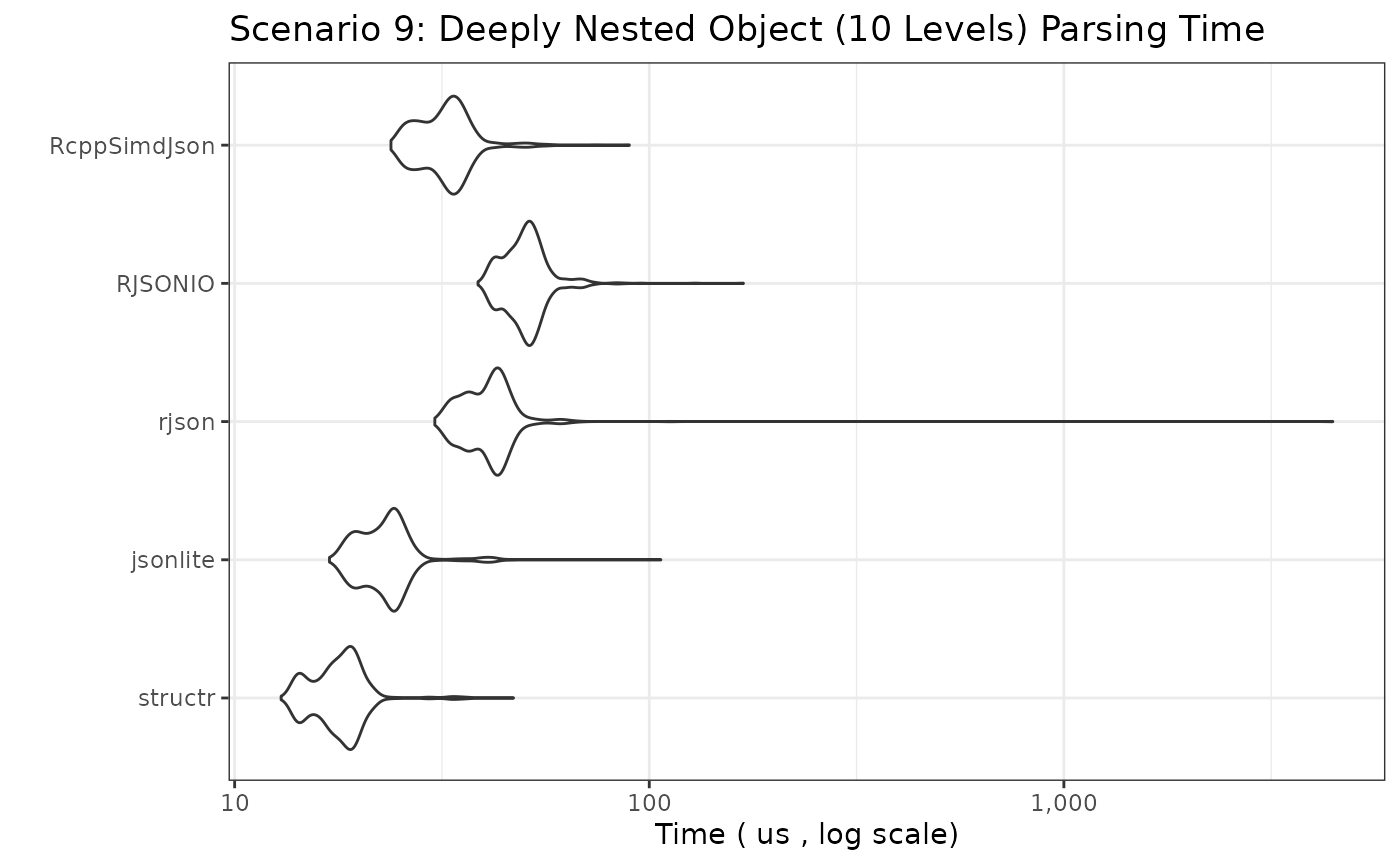 Scenario 9: Deeply Nested Object (10 Levels) Parsing Time
RcppSimdJson
RJSONIO
rjson
jsonlite
structr
10
100
1,000
Time ( us , log scale)